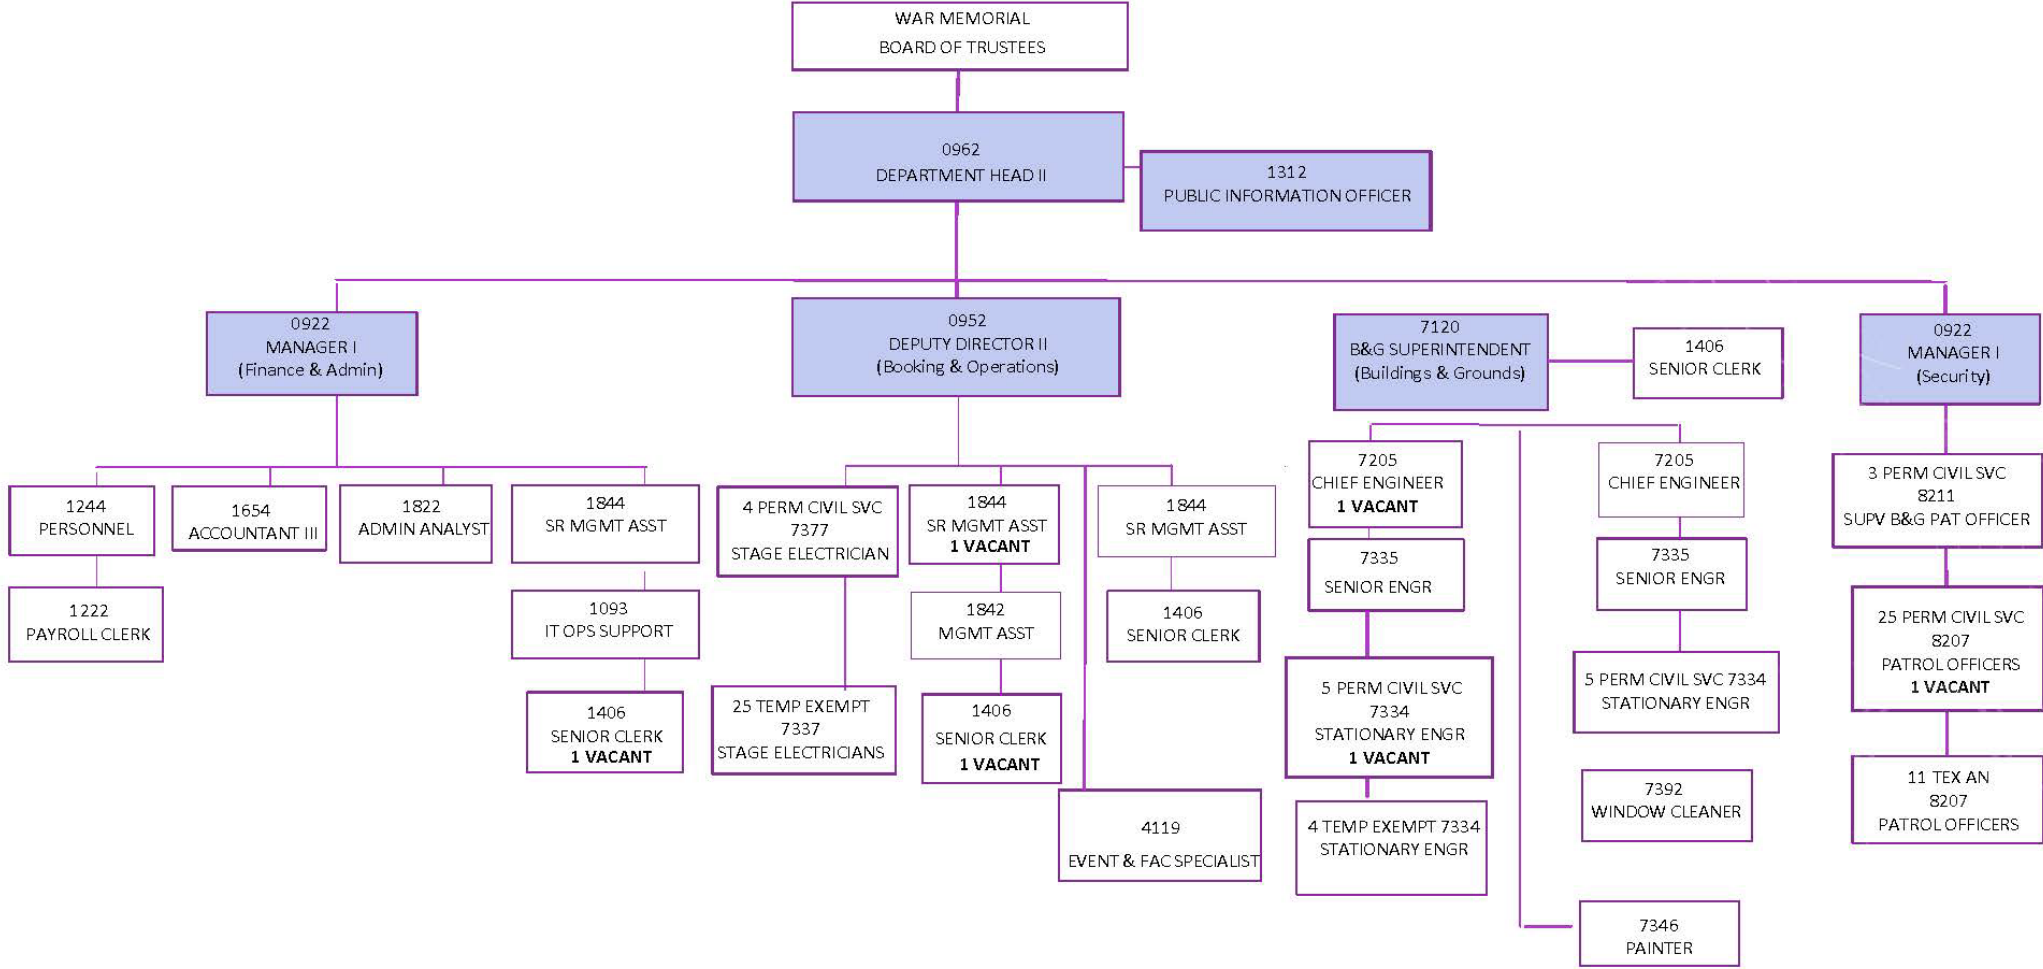 WAR MEMORIAL
BOARD OF TRUSTEES
0962
DEPARTMENT HEAD II
1312
PUBLIC INFORMATION OFFICER
0922
MANAGER I
(Finance & Admin)
0952
DEPUTY DIRECTOR II
(Booking & Operations)
7120
B&G SUPERINTENDENT
(Buildings & Grounds)
1406
SENIOR CLERK
0922
MANAGER I
(Security)
1244
PERSONNEL
1222
PAYROLL CLERK
1654
ACCOUNTANT III
1822
ADMIN ANALYST
1844
SR MGMT ASST
1093
IT OPS SUPPORT
1406
SENIOR CLERK
1 VACANT
4 PERM CIVIL SVC
7377
STAGE ELECTRICIAN
25 TEMP EXEMPT
7337
STAGE ELECTRICIANS
1844
SR MGMT ASST
1 VACANT
1842
MGMT ASST
1406
SENIOR CLERK
1 VACANT
4119
EVENT & FAC SPECIALIST
1844
SR MGMT ASST
1406
SENIOR CLERK
7205
CHIEF ENGINEER
1 VACANT
7335
SENIOR ENGR
5 PERM CIVIL SVC
7334
STATIONARY ENGR
1 VACANT
4 TEMP EXEMPT 7334
STATIONARY ENGR
7205
CHIEF ENGINEER
7335
SENIOR ENGR
5 PERM CIVIL SVC 7334
STATIONARY ENGR
7392
WINDOW CLEANER
7346
PAINTER
3 PERM CIVIL SVC
8211
SUPV B&G PAT OFFICER
25 PERM CIVIL SVC
8207
PATROL OFFICERS
1 VACANT
11 TEX AN
8207
PATROL OFFICERS